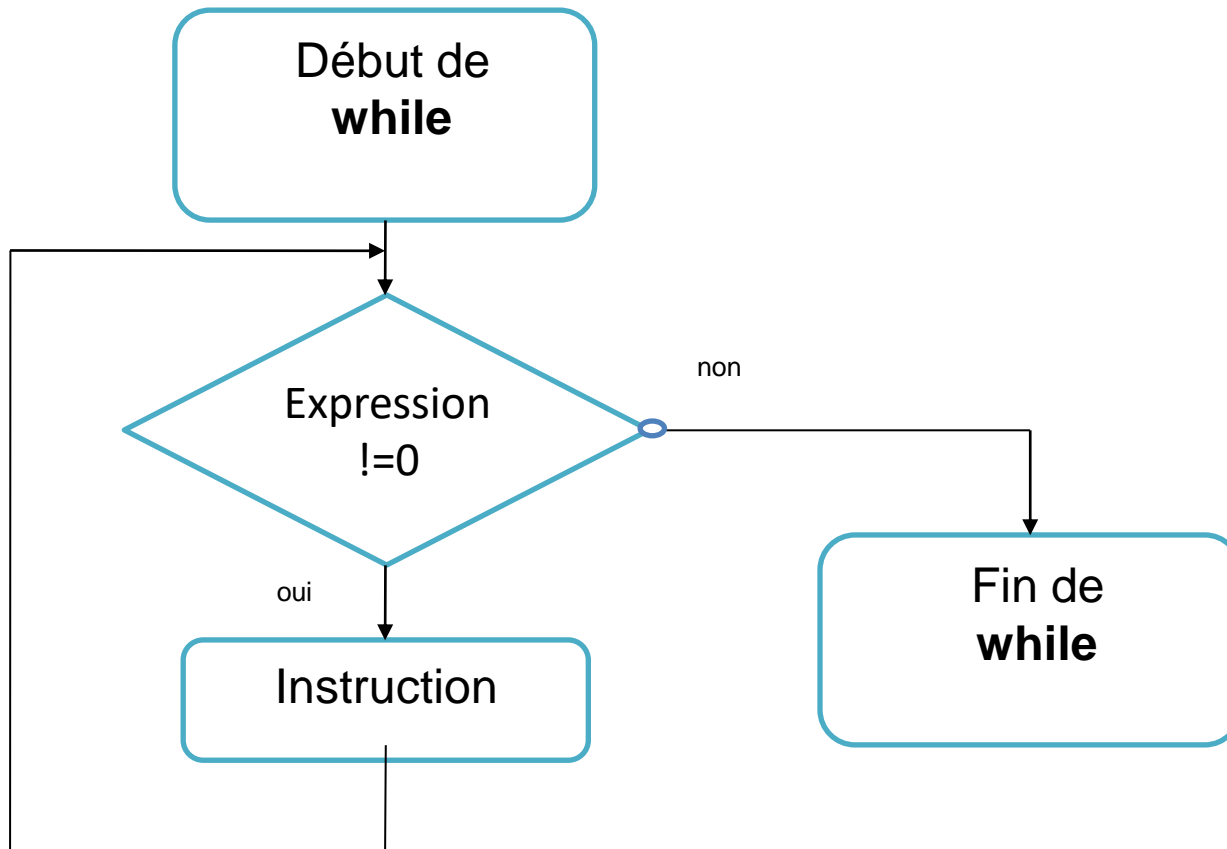 Début de
while
Expression
!=0
non
oui
Instruction
Fin de
while